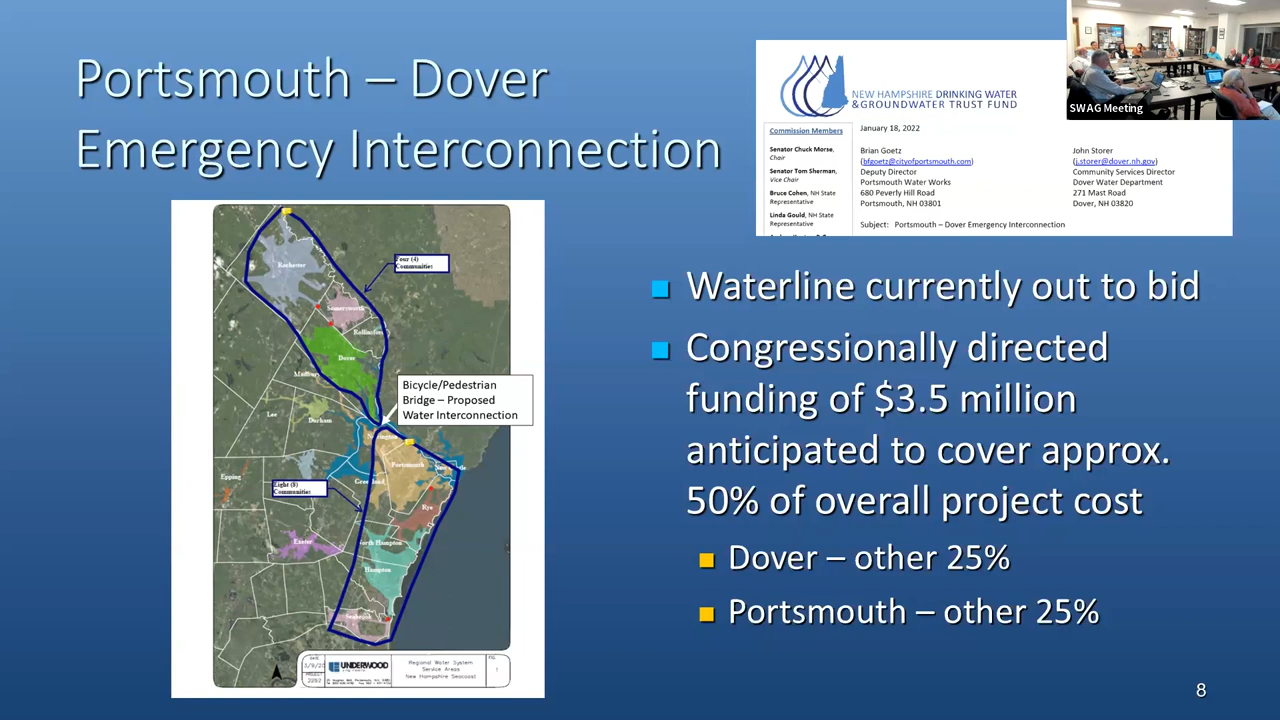 Portsmouth – Dover
Emergency Interconnection
NEW HAMPSHIRE DRINKING WATER
&GROUNDWATER TRUST FUND
SWAG Meeting
Commission Members
Senator Chuck Morse,
Chair
Senator Tom Sherman,
Vice Chair
Bruce Cohen, NH State
Representative
Linda Gould, NH State
Representative
January 18, 2022
Brian Goetz
(bfgoetz@cityofportsmouth.com)
Deputy Director
Portsmouth Water Works
680 Peverly Hill Road
Portsmouth, NH 03801
John Storer
(j.storer@dover.nh.gov)
Community Services Director
Dover Water Department
271 Mast Road
Dover, NH 03820
Subject: Portsmouth – Dover Emergency Interconnection
Rochester
Four (4)
Communities
Somersworth
Rollinsford
Dover
Madbury
Bicycle/Pedestrian
Bridge – Proposed
Water Interconnection
Lee
Durham
Newington
Portsmouth
Epping
Greenland
Eight (8)
Communities
Rye
Exeter
North Hampton
Hampton
Seabrook
UNDERWOOD
Regional Water System
Service Areas
New Hampshire Seacoast
Waterline currently out to bid
Congressionally directed
funding of $3.5 million
anticipated to cover approx.
50% of overall project cost
Dover – other 25%
Portsmouth – other 25%
8